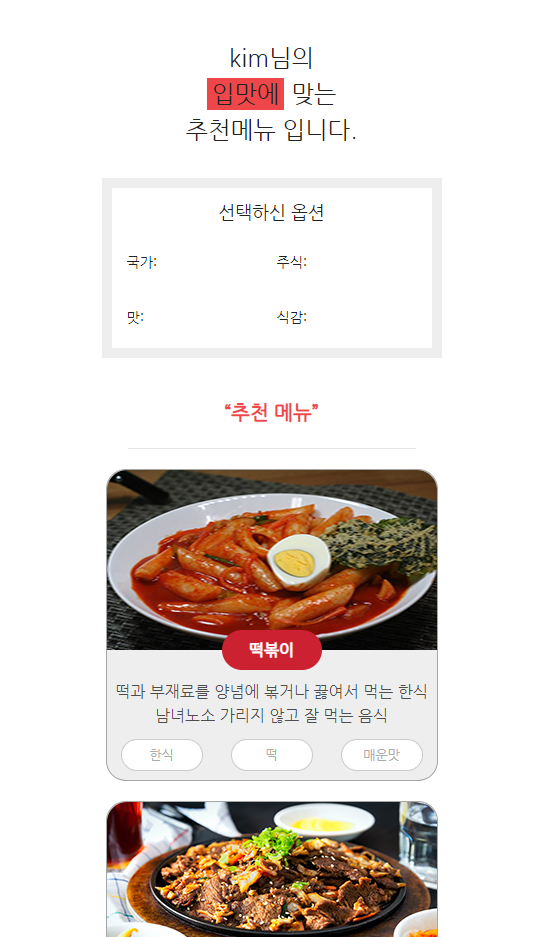 kim님의
입맛에 맞는
추천메뉴 입니다.
선택하신 옵션
국가: 주식:
맛: 식감:
“추천 메뉴”
떡볶이
떡과 부재료를 양념에 볶거나 끓여서 먹는 한식
남녀노소 가리지 않고 잘 먹는 음식
한식 떡 매운맛